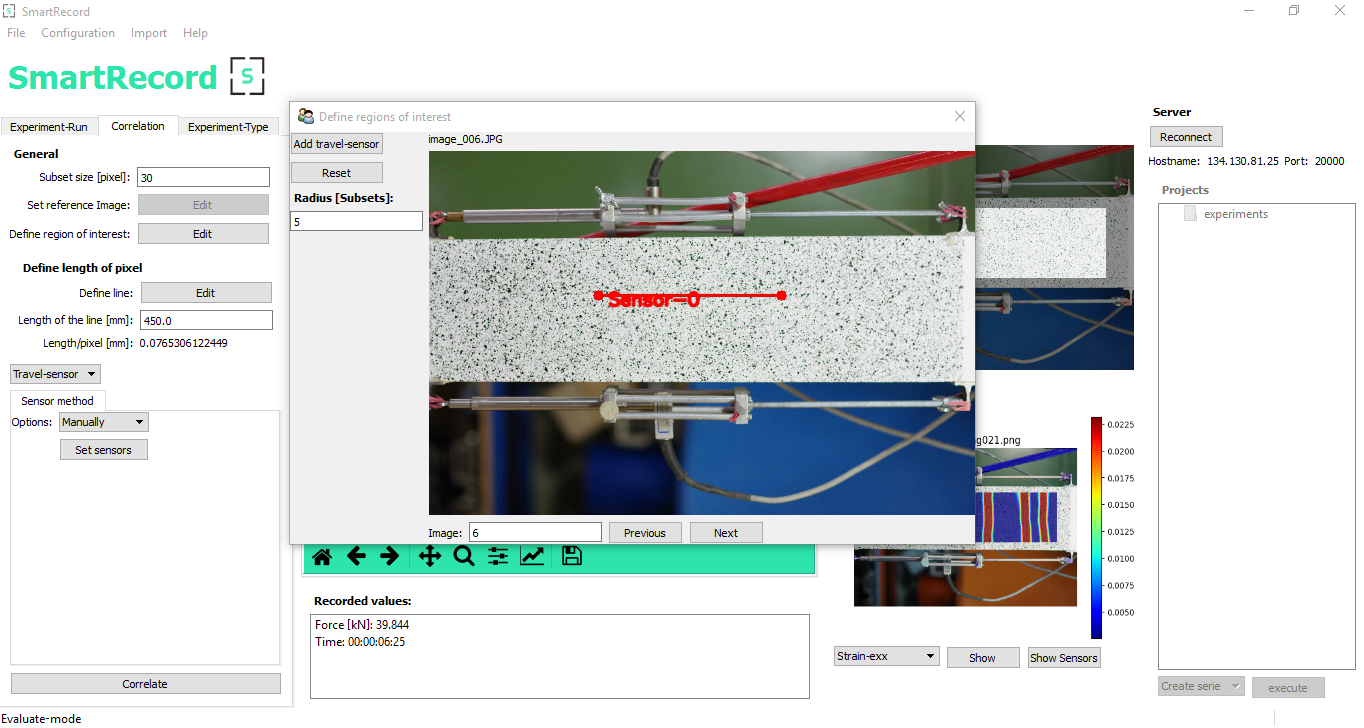 SmartRecord
File Configuration Import Help
SmartRecord S
Experiment-Run Correlation Experiment-Type
General
Subset size [pixel]: 30
Set reference Image: Edit
Define region of interest: Edit
Define length of pixel
Define line: Edit
Length of the line [mm]: 450.0
Length/pixel [mm]: 0.0765306122449
Travel-sensor
Sensor method
Options: Manually
Set sensors
Correlate
Evaluate-mode
Define regions of interest
Add travel-sensor
Reset
Radius [Subsets]:
5
image_006.JPG
Sensor-0
Image: 6 Previous Next
Recorded values:
Force [kN]: 39.844
Time: 00:00:06:25
g021.png
0.0225
0.0200
0.0175
0.0150
0.0125
0.0100
0.0075
0.0050
Strain-exx Show Show Sensors
Server
Reconnect
Hostname: 134.130.81.25 Port: 20000
Projects
experiments
Create serie execute